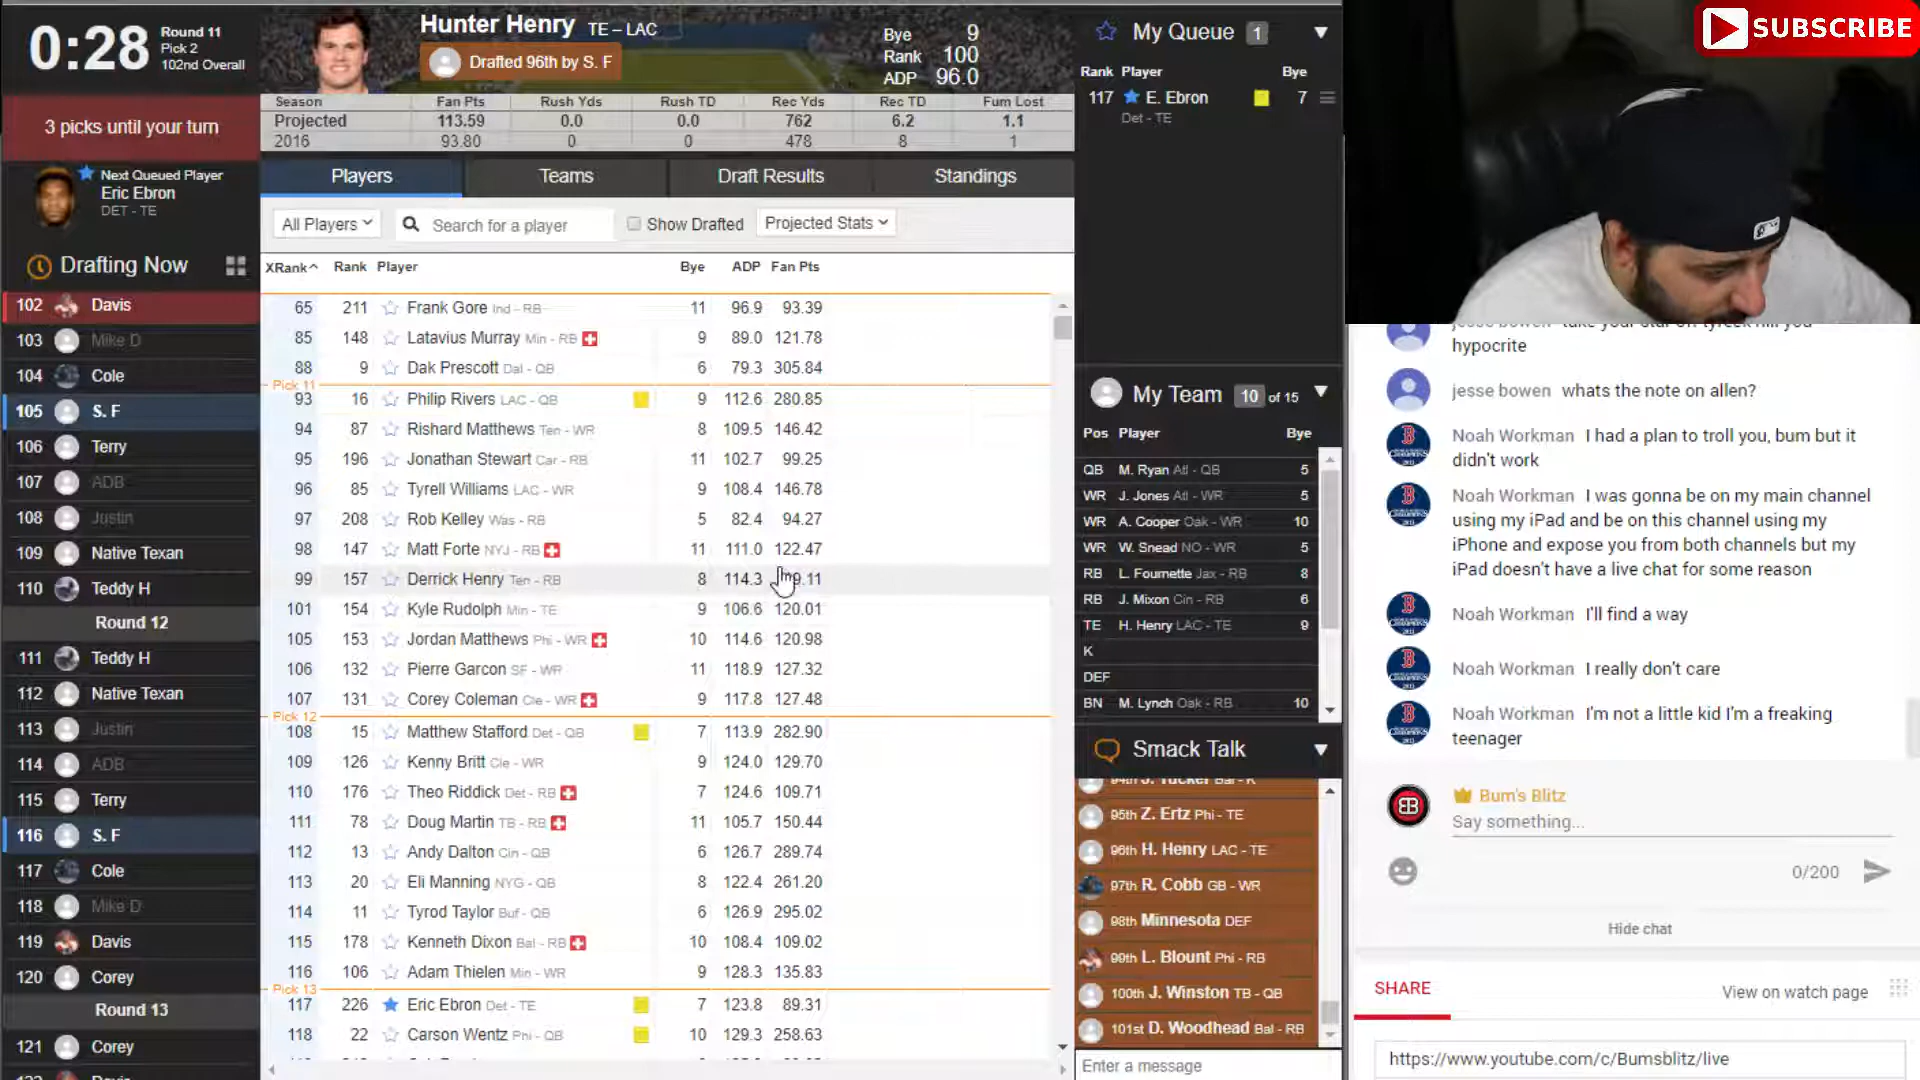 0:28
Round 11
Pick 2
102nd Overall
3 picks until your turn
Next Queued Player
Eric Ebron
DET - TE
Drafting Now
102 Davis
103 Mike D
104 Cole
105 S. F
106 Terry
107 ADB
108 Justin
109 Native Texan
110 Teddy H
Round 12
111 Teddy H
112 Native Texan
113 Justin
114 ADB
115 Terry
116 S. F
117 Cole
118 Mike D
119 Davis
120 Corey
Round 13
121 Corey
Hunter Henry TE – LAC
Drafted 96th by S. F
Bye 9
Rank 100
ADP 96.0
Season Fan Pts Rush Yds Rush TD Rec Yds Rec TD Fum Lost
Projected 113.59 0.0 0.0 762 6.2 1.1
2016 93.80 0 0 478 8 1
Players Teams Draft Results Standings
All Players Search for a player Show Drafted Projected Stats
XRank^ Rank Player Bye ADP Fan Pts
65 211 Frank Gore Ind - RB 11 96.9 93.39
85 148 Latavius Murray Min - RB 9 89.0 121.78
88 9 Dak Prescott Dal - QB 6 79.3 305.84
Pick 11
93 16 Philip Rivers LAC - QB 9 112.6 280.85
94 87 Rishard Matthews Ten - WR 8 109.5 146.42
95 196 Jonathan Stewart Car - RB 11 102.7 99.25
96 85 Tyrell Williams LAC - WR 9 108.4 146.78
97 208 Rob Kelley Was - RB 5 82.4 94.27
98 147 Matt Forte NYJ - RB 11 111.0 122.47
99 157 Derrick Henry Ten - RB 8 114.3
101 154 Kyle Rudolph Min - TE 9 106.6 120.01
105 153 Jordan Matthews Phi - WR 10 114.6 120.98
106 132 Pierre Garcon SF - WR 11 118.9 127.32
107 131 Corey Coleman Cle - WR 9 117.8 127.48
Pick 12
108 15 Matthew Stafford Det - QB 7 113.9 282.90
109 126 Kenny Britt Cle - WR 9 124.0 129.70
110 176 Theo Riddick Det - RB 7 124.6 109.71
111 78 Doug Martin TB - RB 11 105.7 150.44
112 13 Andy Dalton Cin - QB 6 126.7 289.74
113 20 Eli Manning NYG - QB 8 122.4 261.20
114 11 Tyrod Taylor Buf - QB 6 126.9 295.02
115 178 Kenneth Dixon Bal - RB 10 108.4 109.02
116 106 Adam Thielen Min - WR 9 128.3 135.83
Pick 13
117 226 Eric Ebron Det - TE 7 123.8 89.31
118 22 Carson Wentz Phi - QB 10 129.3 258.63
My Queue 1
Rank Player Bye
117 E. Ebron 7
Det - TE
My Team 10 of 15
Pos Player Bye
QB M. Ryan Atl - QB 5
WR J. Jones Atl - WR 5
WR A. Cooper Oak - WR 10
WR W. Snead NO - WR 5
RB L. Fournette Jax - RB 8
RB J. Mixon Cin - RB 6
TE H. Henry LAC - TE 9
K
DEF
BN M. Lynch Oak - RB 10
Smack Talk
94th J. Tucker Bal - K
95th Z. Ertz Phi - TE
96th H. Henry LAC - TE
97th R. Cobb GB - WR
98th Minnesota DEF
99th L. Blount Phi - RB
100th J. Winston TB - QB
101st D. Woodhead Bal - RB
Enter a message
SUBSCRIBE
hypocrite
jesse bowen whats the note on allen?
Noah Workman I had a plan to troll you, bum but it
didn't work
Noah Workman I was gonna be on my main channel
using my iPad and be on this channel using my
iPhone and expose you from both channels but my
iPad doesn't have a live chat for some reason
Noah Workman I'll find a way
Noah Workman I really don't care
Noah Workman I'm not a little kid I'm a freaking
teenager
Bum's Blitz
Say something...
0/200
Hide chat
SHARE View on watch page
https://www.youtube.com/c/Bumsblitz/live